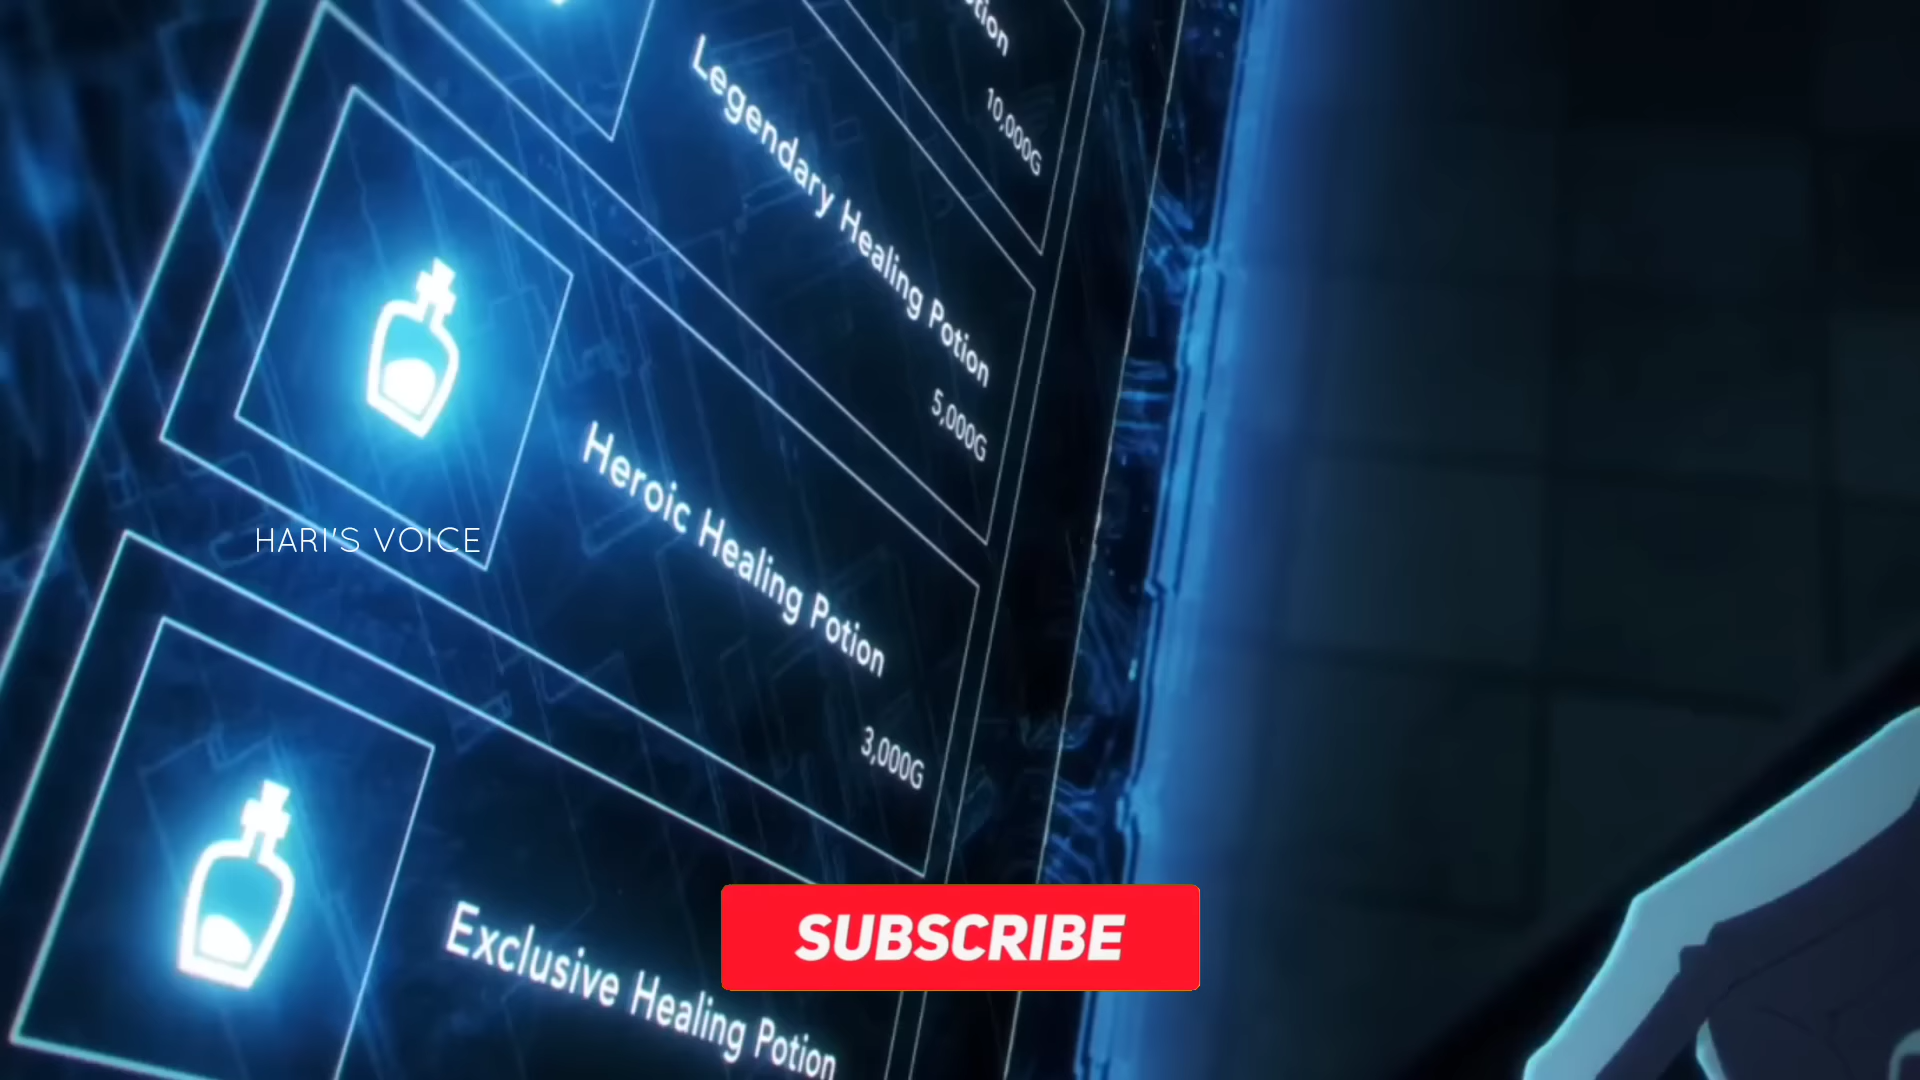 10,000G
Legendary Healing Potion
5,000G
Heroic Healing Potion
3,000G
HARI'S VOICE
Exclusive Healing Potion
SUBSCRIBE